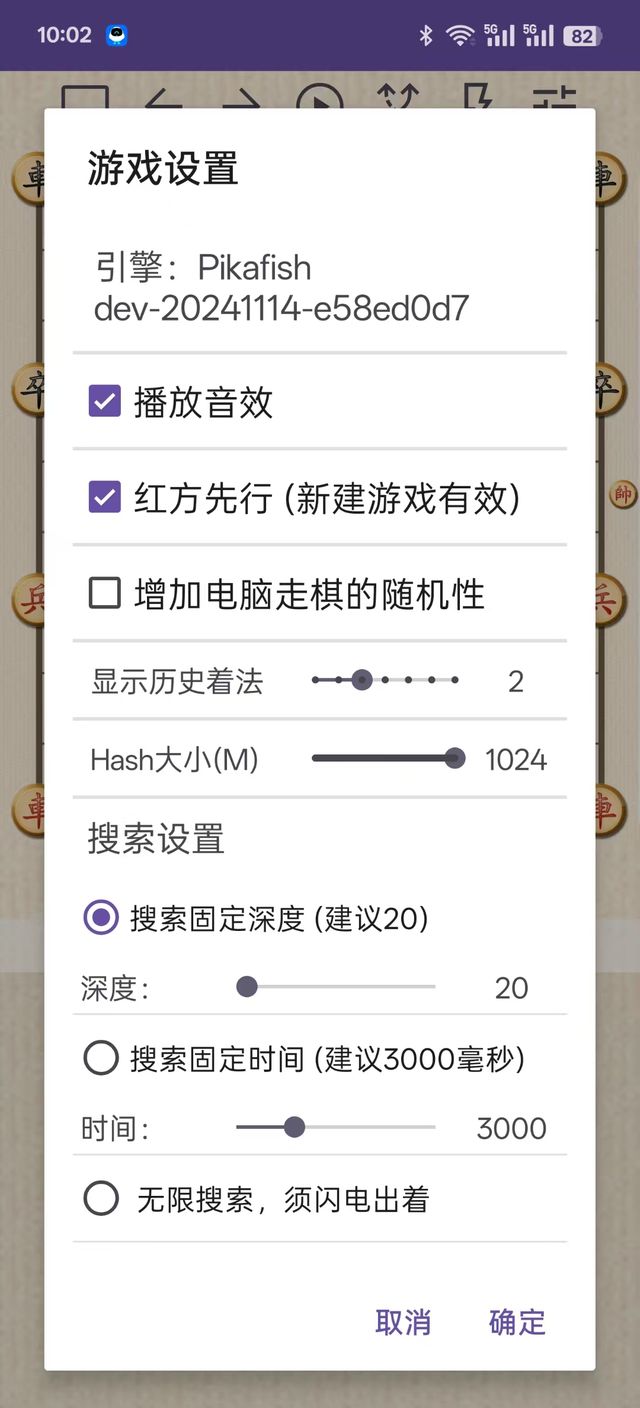 10:02
5G
5G
82
游戏设置
引擎：Pikafish
dev-20241114-e58ed0d7
播放音效
红方先行 (新建游戏有效)
增加电脑走棋的随机性
显示历史着法 2
Hash大小(M) 1024
搜索设置
搜索固定深度 (建议20)
深度： 20
搜索固定时间 (建议3000毫秒)
时间： 3000
无限搜索，须闪电出着
取消 确定
車
車
卒
卒
帥
兵
兵
車
車